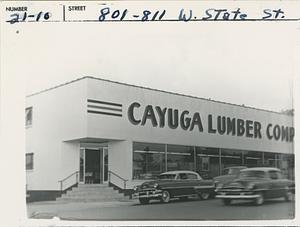 NUMBER STREET
21-10 801-811 W. State St.
CAYUGA LUMBER COMP